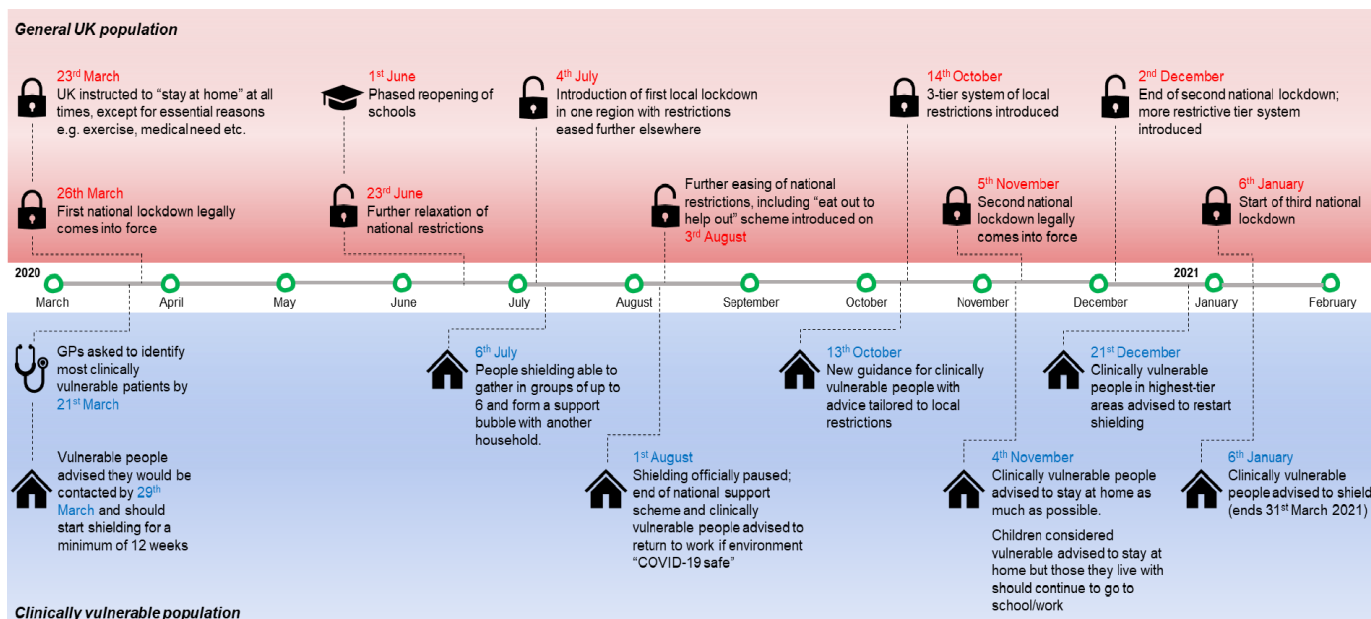 General UK population
23rd March
UK instructed to “stay at home” at all
times, except for essential reasons
e.g. exercise, medical need etc.
1st June
Phased reopening of
schools
4th July
Introduction of first local lockdown
in one region with restrictions
eased further elsewhere
14th October
3-tier system of local
restrictions introduced
2nd December
End of second national lockdown;
more restrictive tier system
introduced
26th March
First national lockdown legally
comes into force
23rd June
Further relaxation of
national restrictions
Further easing of national
restrictions, including “eat out to
help out” scheme introduced on
3rd August
5th November
Second national
lockdown legally
comes into force
6th January
Start of third national
lockdown
2020
2021
March
April
May
June
July
August
September
October
November
December
January
February
GPs asked to identify
most clinically
vulnerable patients by
21st March
6th July
People shielding able to
gather in groups of up to
6 and form a support
bubble with another
household.
13th October
New guidance for clinically
vulnerable people with
advice tailored to local
restrictions
21st December
Clinically vulnerable
people in highest-tier
areas advised to restart
shielding
Vulnerable people
advised they would be
contacted by 29th
March and should
start shielding for a
minimum of 12 weeks
1st August
Shielding officially paused;
end of national support
scheme and clinically
vulnerable people advised to
return to work if environment
“COVID-19 safe”
4th November
Clinically vulnerable people
advised to stay at home as
much as possible.
Children considered
vulnerable advised to stay at
home but those they live with
should continue to go to
school/work
6th January
Clinically vulnerable
people advised to shield
(ends 31st March 2021)
Clinically vulnerable population